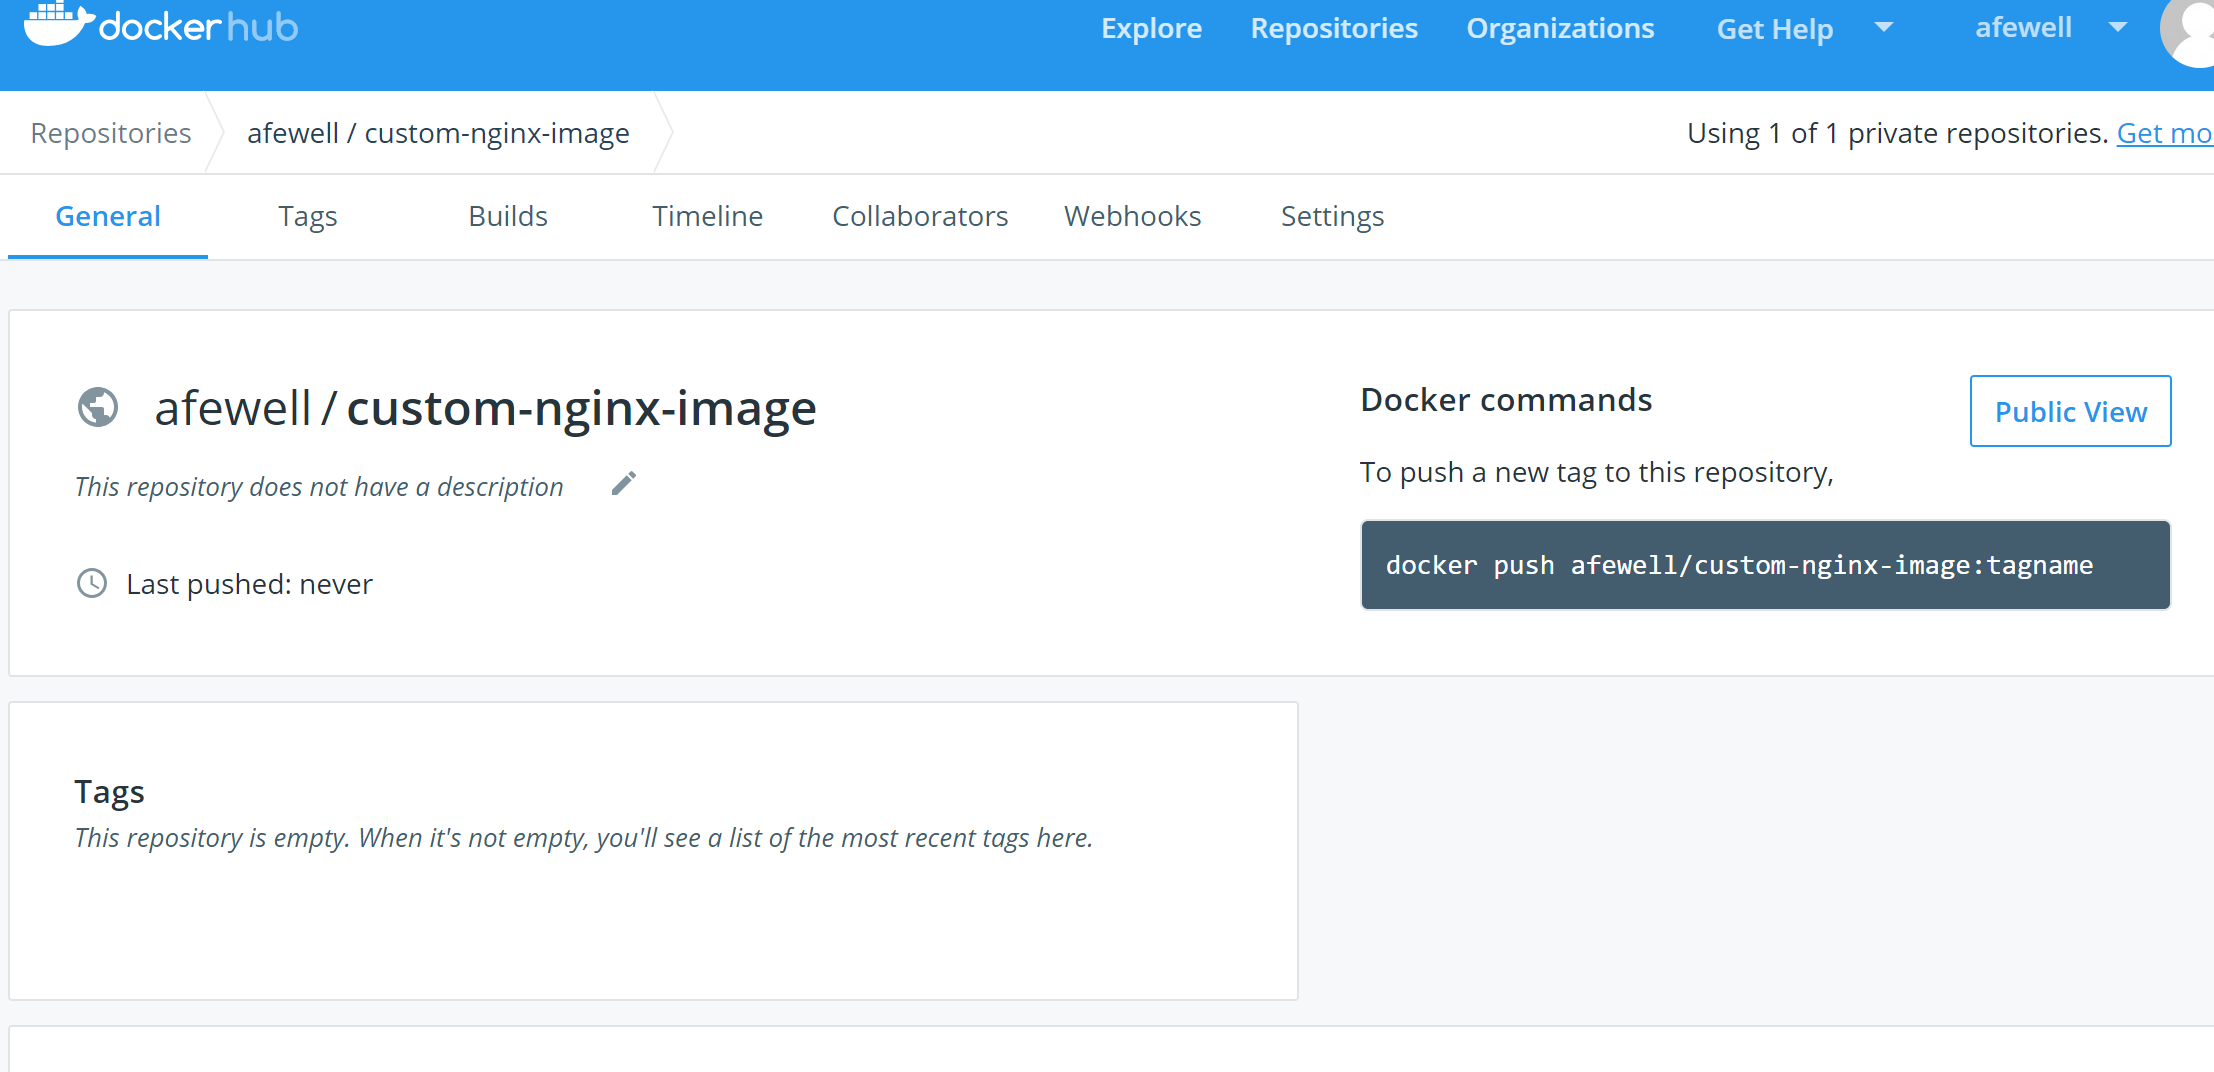 docker hub
Explore Repositories Organizations Get Help afewell
Repositories afewell / custom-nginx-image Using 1 of 1 private repositories. Get mo
General Tags Builds Timeline Collaborators Webhooks Settings
afewell / custom-nginx-image
This repository does not have a description
Last pushed: never
Docker commands
Public View
To push a new tag to this repository,
docker push afewell/custom-nginx-image:tagname
Tags
This repository is empty. When it's not empty, you'll see a list of the most recent tags here.